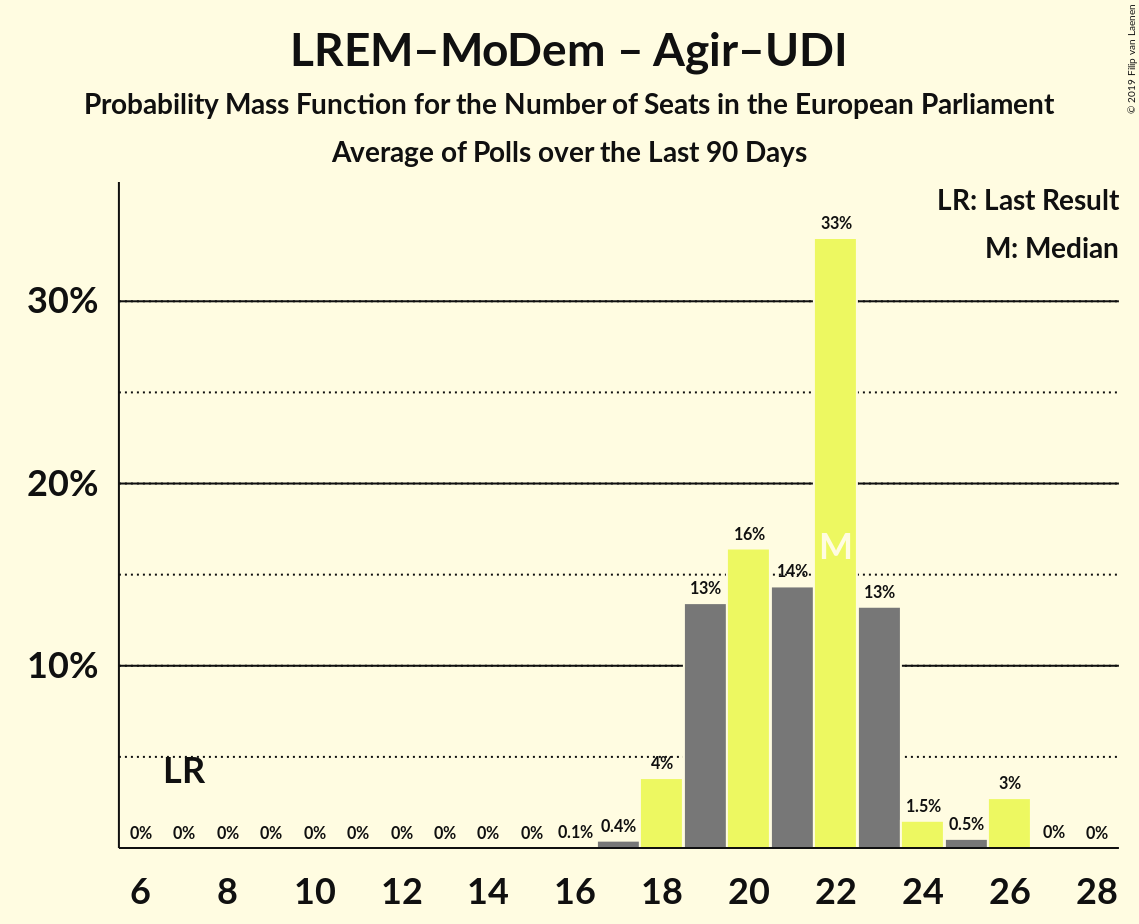 LREM–MoDem – Agir–UDI
Probability Mass Function for the Number of Seats in the European Parliament
Average of Polls over the Last 90 Days
© 2019 Filip van Laenen
LR: Last Result
M: Median
33%
30%
20%
16%
M
14%
13%
13%
10%
LR
4%
3%
1.5%
0.5%
0.4%
0.1%
0% 0% 0% 0% 0% 0% 0% 0% 0% 0% 0% 0%
6 8 10 12 14 16 18 20 22 24 26 28